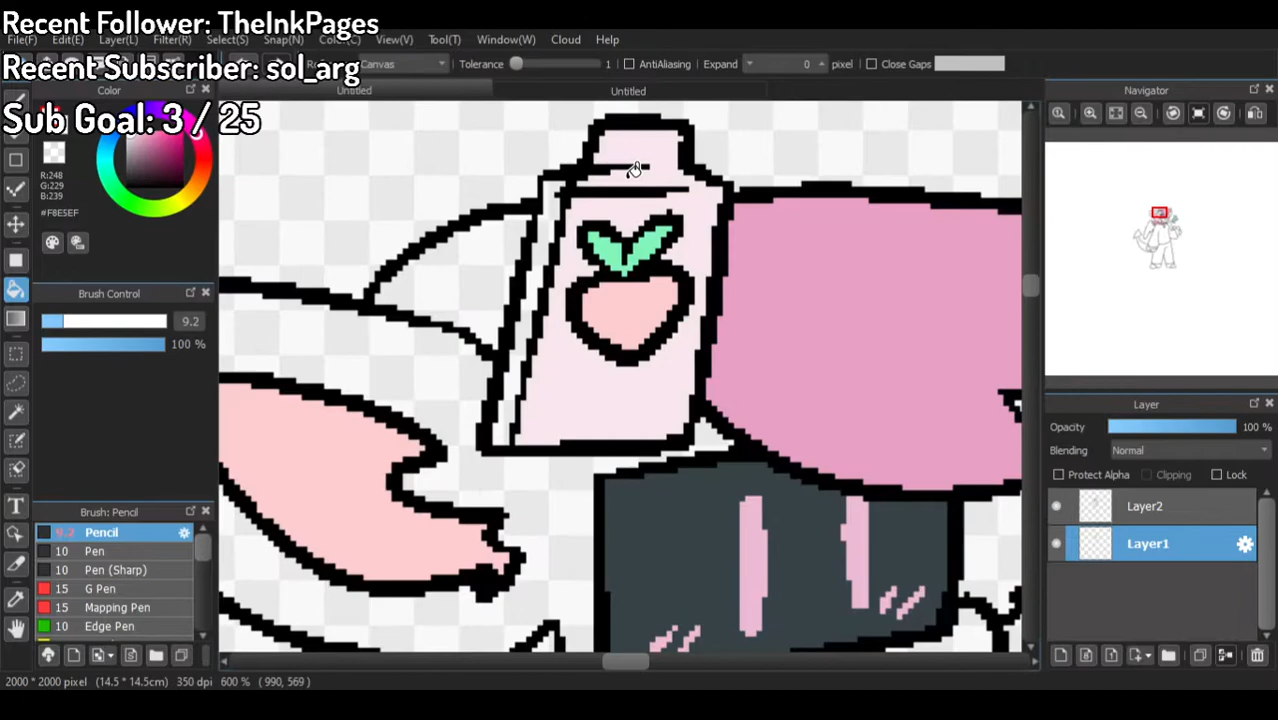 Recent Follower: TheInkPages
File(F) Edit(E) Layer(L) Filter(R) Select(S) Snap(N) Color(C) View(V) Tool(T) Window(W) Cloud Help
Recent Subscriber: sol_arg
Canvas Tolerance 1 AntiAliasing Expand 0 pixel Close Gaps
Color Untitled Untitled Navigator
Sub Goal: 3 / 25
R:248
G:229
B:239
#F8E5EF
Brush Control
9.2
100 %
Layer
Opacity 100 %
Blending Normal
Protect Alpha Clipping Lock
Layer2
Layer1
Brush: Pencil
9.2 Pencil
10 Pen
10 Pen (Sharp)
15 G Pen
15 Mapping Pen
10 Edge Pen
2000 * 2000 pixel (14.5 * 14.5cm) 350 dpi 600 % ( 990, 569 )